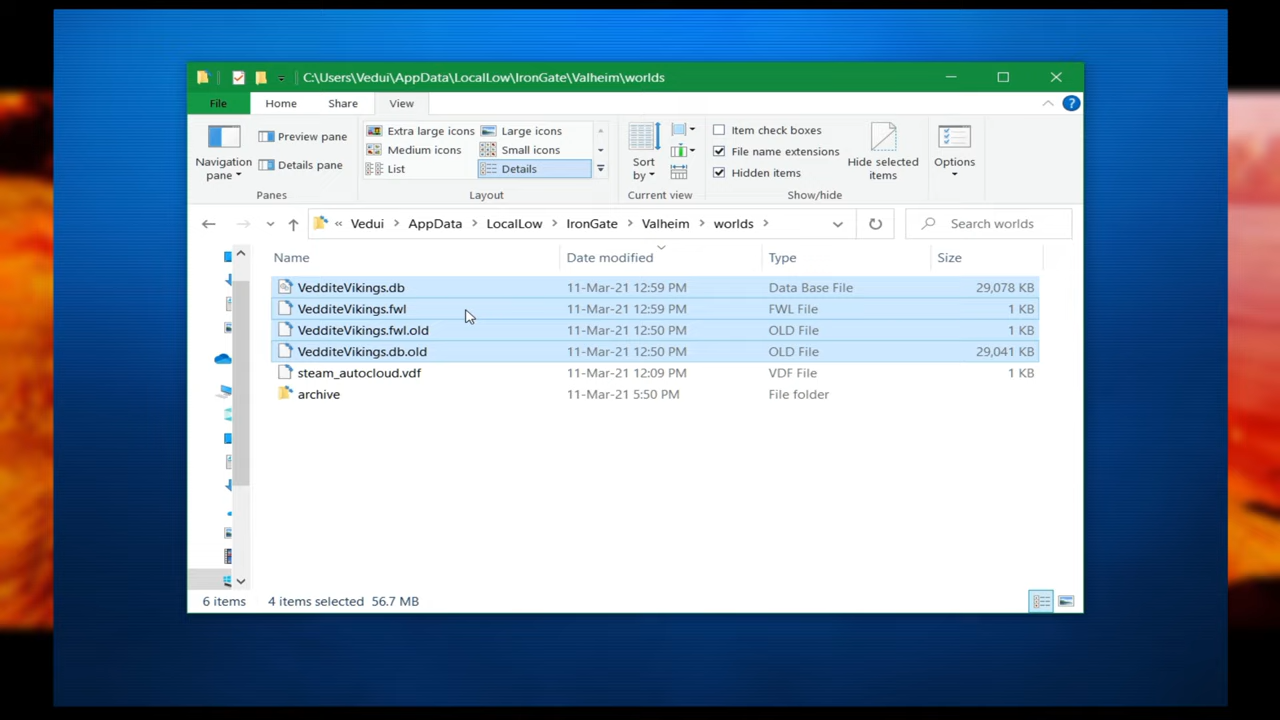 C:\Users\Vedui\AppData\LocalLow\IronGate\Valheim\worlds
File Home Share View
Navigation pane
Preview pane
Details pane
Panes
Extra large icons Large icons
Medium icons Small icons
List Details
Layout
Sort by
Current view
Item check boxes
File name extensions
Hidden items
Hide selected items
Show/hide
Options
« Vedui > AppData > LocalLow > IronGate > Valheim > worlds >
Search worlds
Name Date modified Type Size
VedditeVikings.db 11-Mar-21 12:59 PM Data Base File 29,078 KB
VedditeVikings.fwl 11-Mar-21 12:59 PM FWL File 1 KB
VedditeVikings.fwl.old 11-Mar-21 12:50 PM OLD File 1 KB
VedditeVikings.db.old 11-Mar-21 12:50 PM OLD File 29,041 KB
steam_autocloud.vdf 11-Mar-21 12:09 PM VDF File 1 KB
archive 11-Mar-21 5:50 PM File folder
6 items 4 items selected 56.7 MB